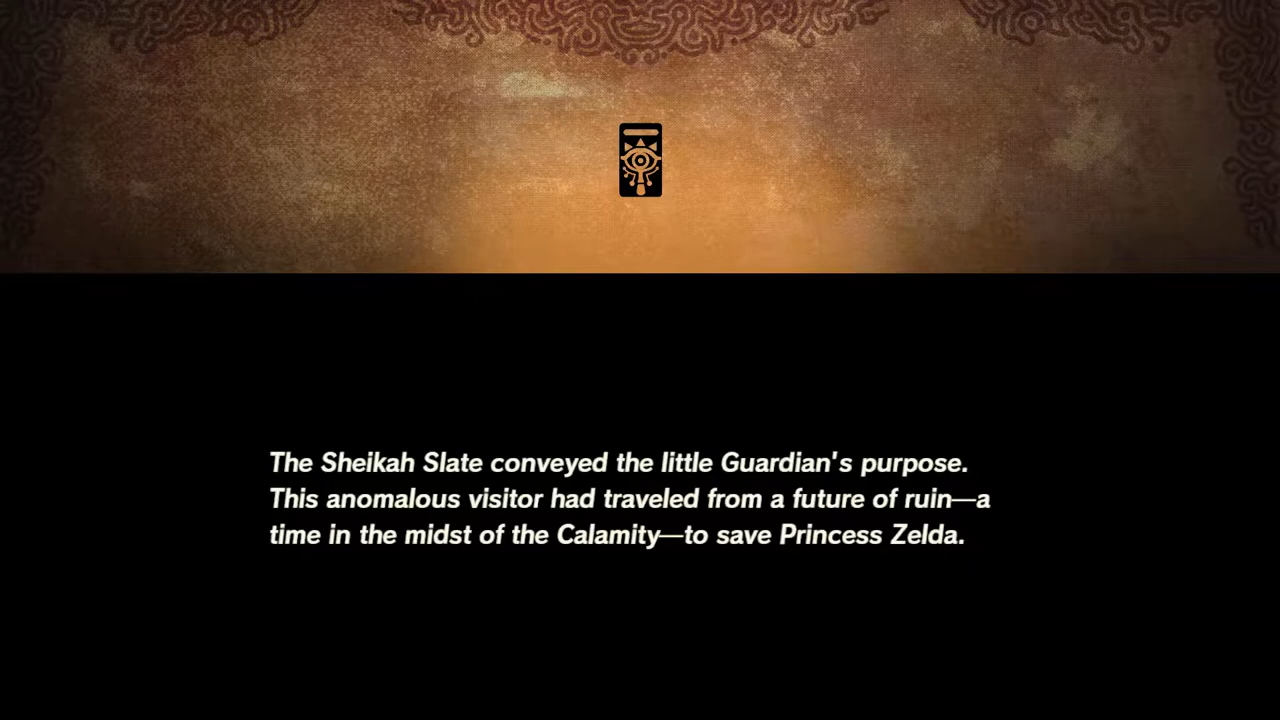 The Sheikah Slate conveyed the little Guardian's purpose.
This anomalous visitor had traveled from a future of ruin—a
time in the midst of the Calamity—to save Princess Zelda.